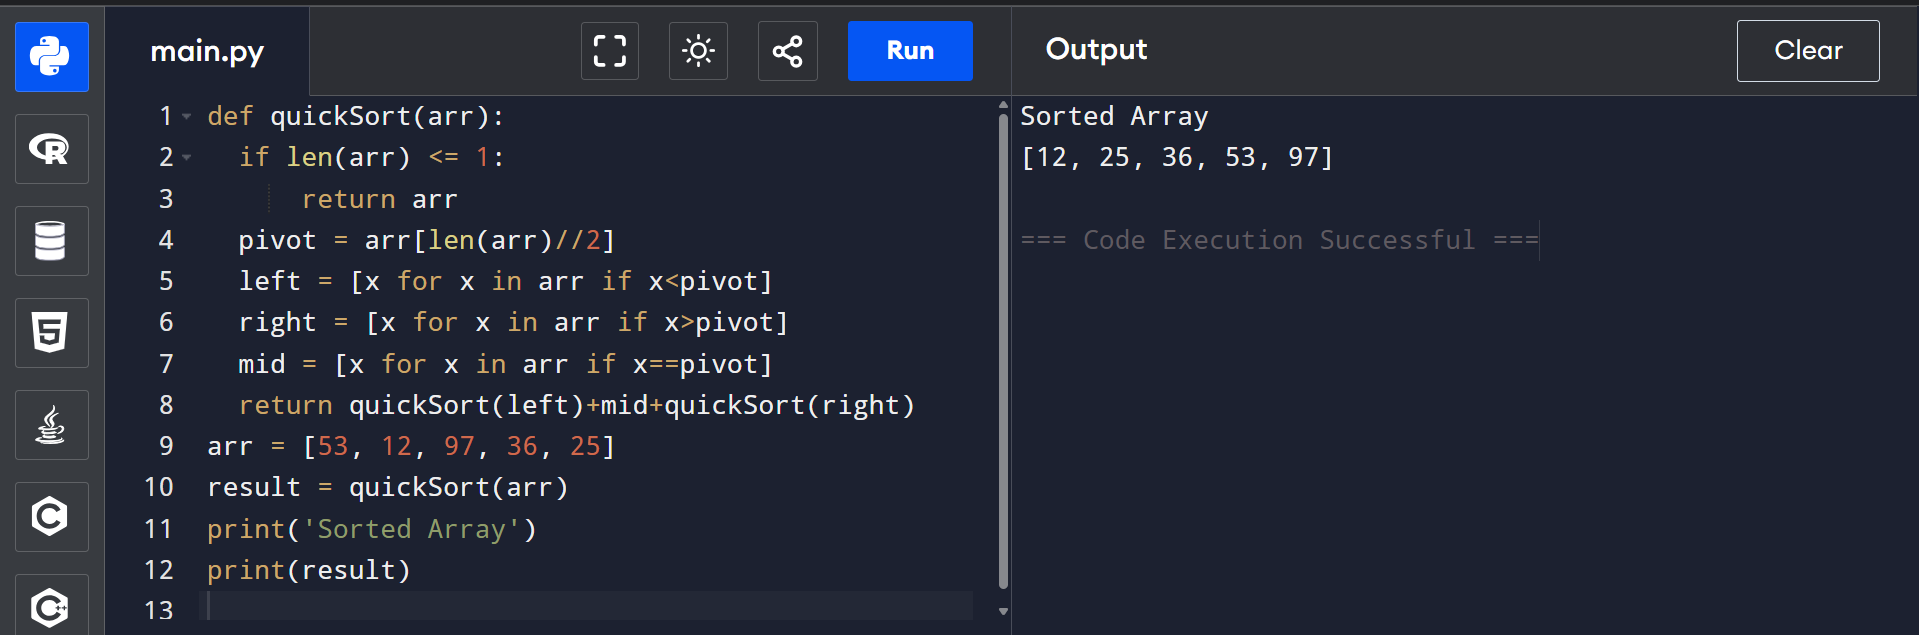 main.py
Run
Output
Clear
1 def quickSort(arr):
2   if len(arr) <= 1:
3       return arr
4   pivot = arr[len(arr)//2]
5   left = [x for x in arr if x<pivot]
6   right = [x for x in arr if x>pivot]
7   mid = [x for x in arr if x==pivot]
8   return quickSort(left)+mid+quickSort(right)
9 arr = [53, 12, 97, 36, 25]
10 result = quickSort(arr)
11 print('Sorted Array')
12 print(result)
13
Sorted Array
[12, 25, 36, 53, 97]
=== Code Execution Successful ===
R
5
C
C++